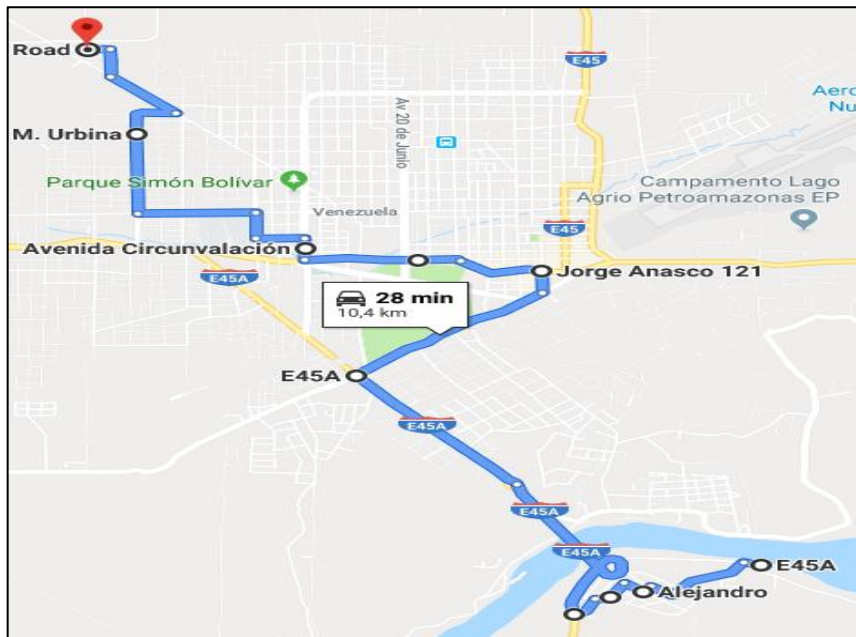 Road
E45
Aero
Nu
M. Urbina
Av 20 de Junio
Parque Simón Bolívar
Campamento Lago
Agrio Petroamazonas EP
Venezuela
E45
Avenida Circunvalación
Jorge Anasco 121
E45A
28 min
10,4 km
E45A
E45A
E45A
E45A
E45A
Alejandro